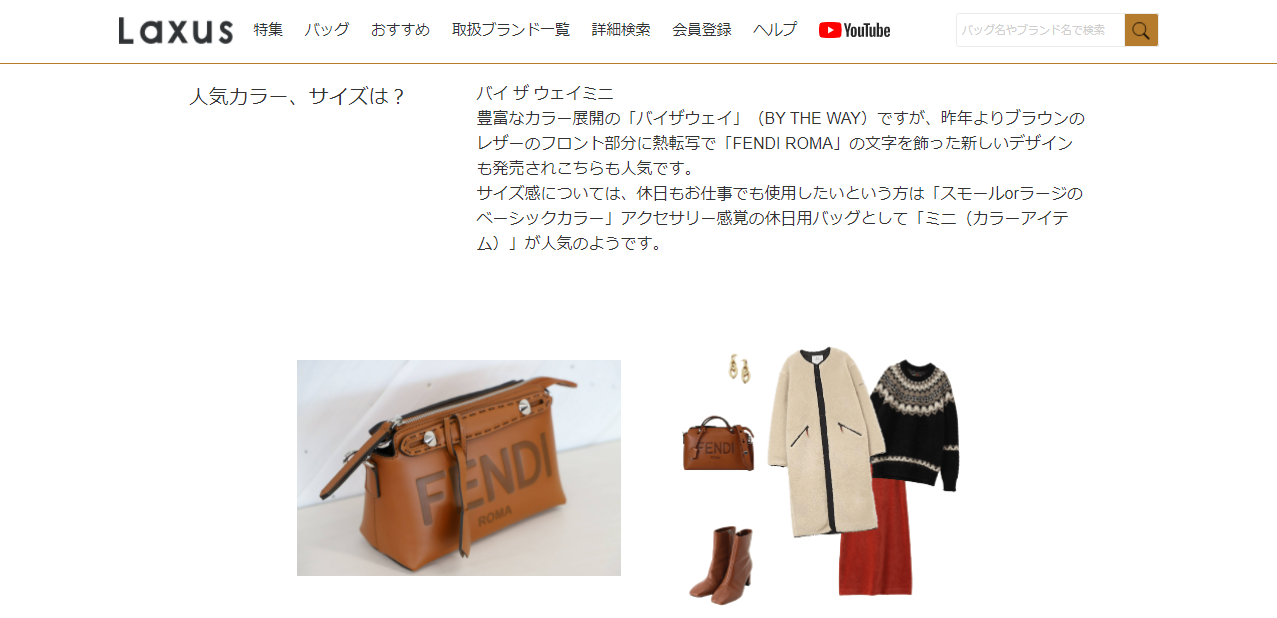 Laxus 特集 バッグ おすすめ 取扱ブランド一覧 詳細検索 会員登録 ヘルプ YouTube バッグ名やブランド名で検索
人気カラー、サイズは？
バイ ザ ウェイミニ
豊富なカラー展開の「バイザウェイ」（BY THE WAY）ですが、昨年よりブラウンの
レザーのフロント部分に熱転写で「FENDI ROMA」の文字を飾った新しいデザイン
も発売されこちらも人気です。
サイズ感については、休日もお仕事でも使用したいという方は「スモールorラージの
ベーシックカラー」アクセサリー感覚の休日用バッグとして「ミニ（カラーアイテ
ム）」が人気のようです。
FENDI
ROMA
FENDI